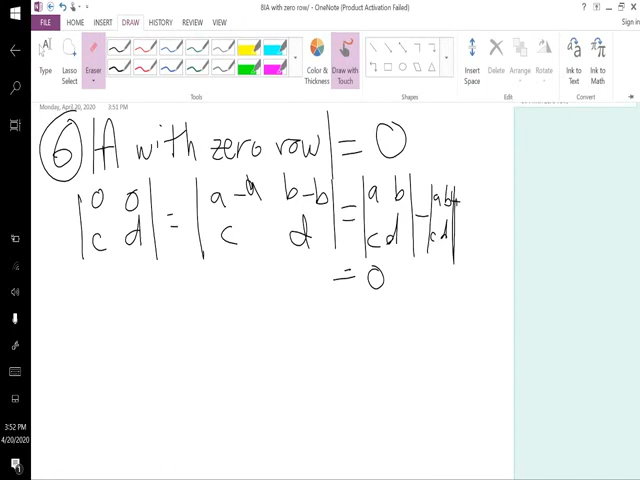 8IA with zero row/ - OneNote (Product Activation Failed)
FILE HOME INSERT DRAW HISTORY REVIEW VIEW
Type
Lasso Select
Eraser
Color & Thickness
Draw with Touch
Insert Space
Delete
Arrange
Rotate
Ink to Text
Ink to Math
Tools
Shapes
Edit
Convert
Monday, April 20, 2020 3:51 PM
6 |A with zero row| = 0
|0 0| = |a-a b-b| = |a b| - |a b|
|c d| |c d| |c d| |c d|
= 0
3:52 PM
4/20/2020